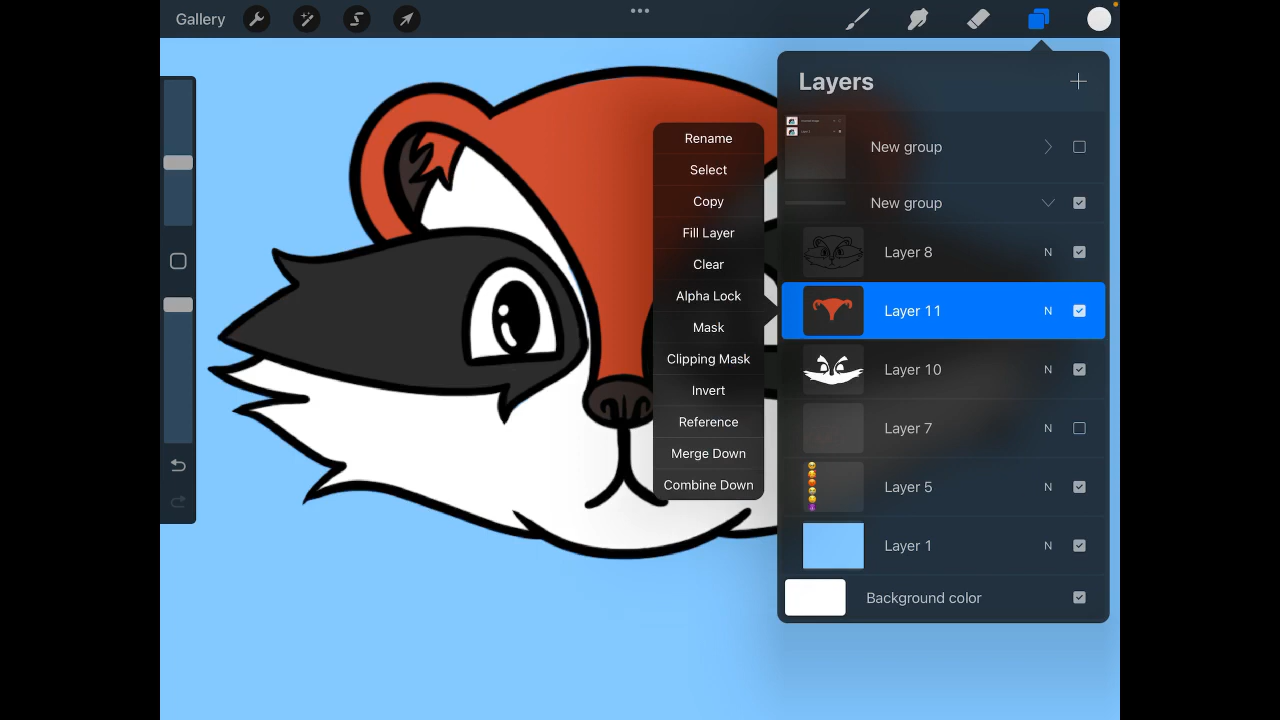 Gallery
Layers
New group
New group
Layer 8 N
Layer 11 N
Layer 10 N
Layer 7 N
Layer 5 N
Layer 1 N
Background color
Rename
Select
Copy
Fill Layer
Clear
Alpha Lock
Mask
Clipping Mask
Invert
Reference
Merge Down
Combine Down